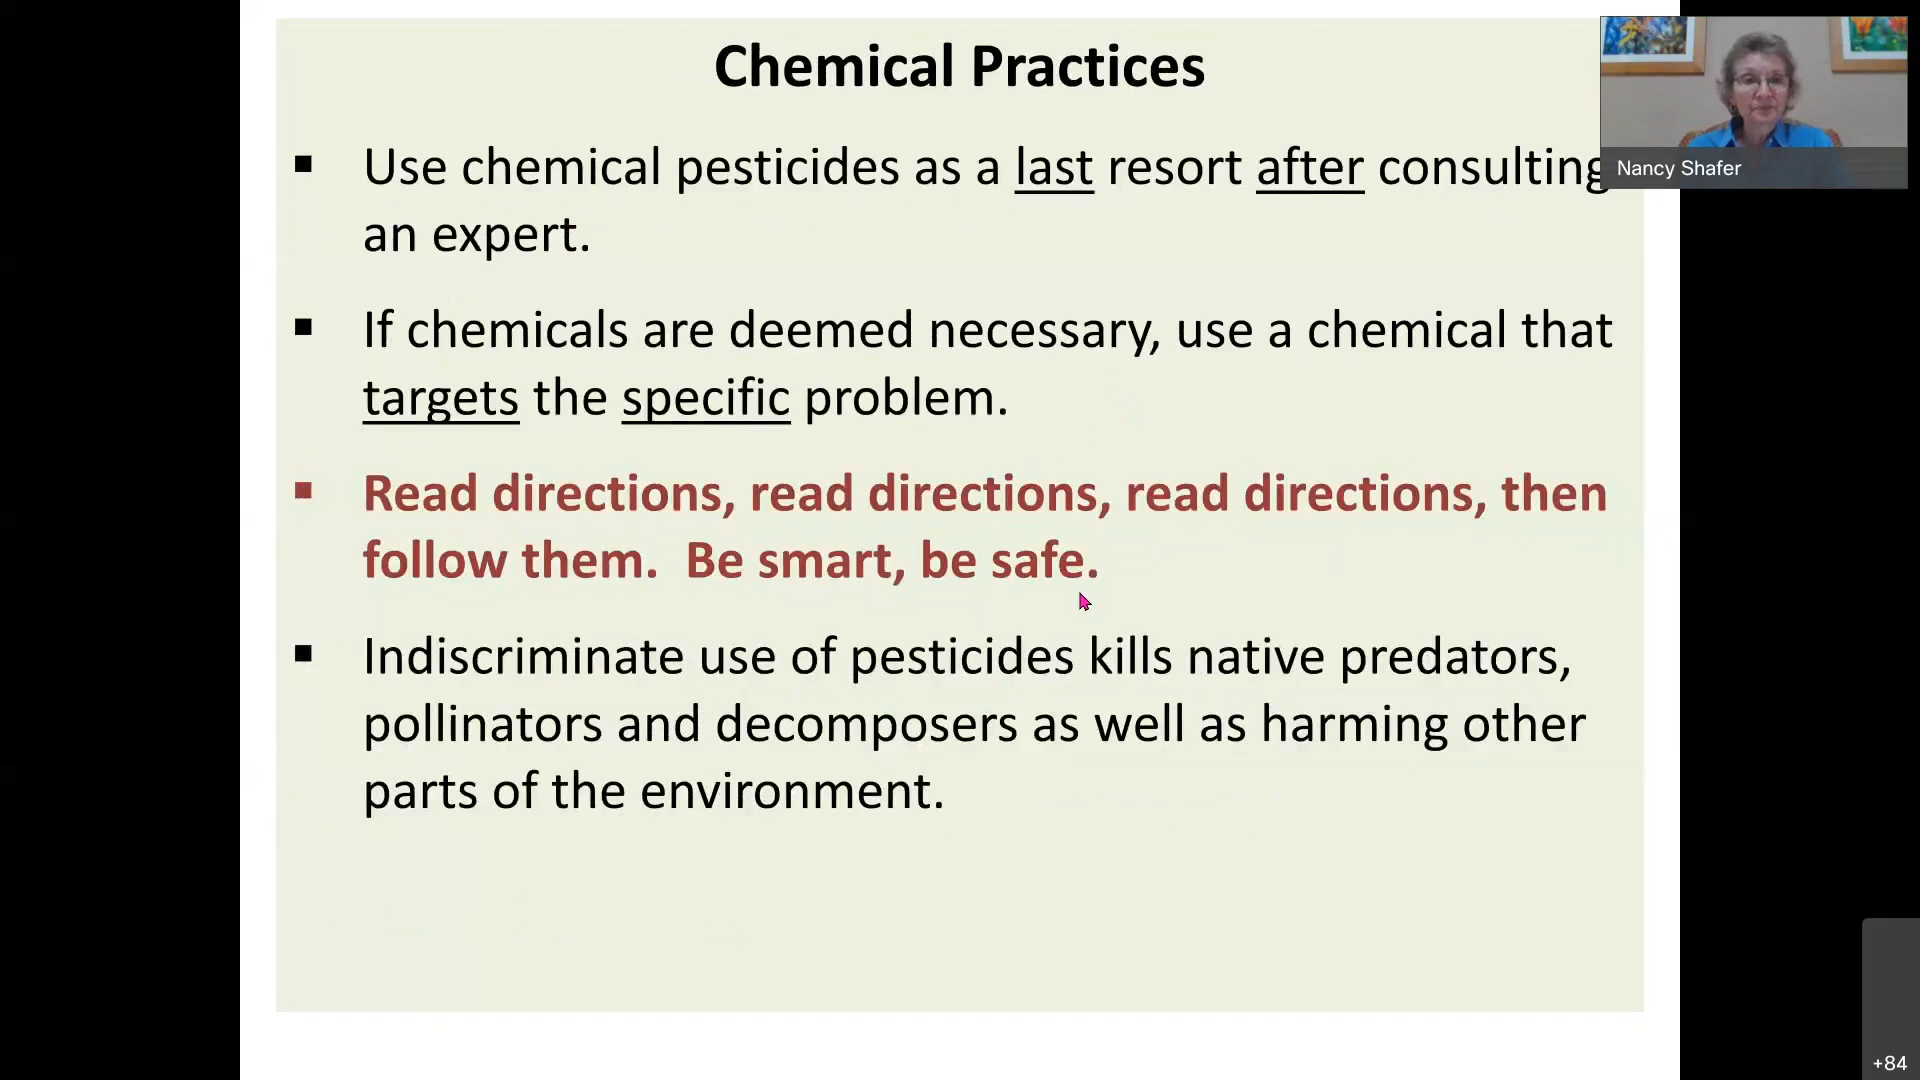 Chemical Practices
▪ Use chemical pesticides as a last resort after consulting
an expert.
▪ If chemicals are deemed necessary, use a chemical that
targets the specific problem.
▪ Read directions, read directions, read directions, then
follow them.  Be smart, be safe.
▪ Indiscriminate use of pesticides kills native predators,
pollinators and decomposers as well as harming other
parts of the environment.
Nancy Shafer
+84